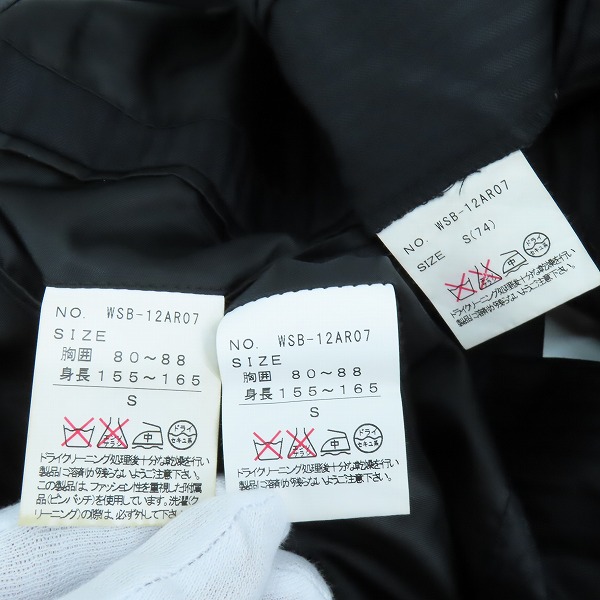 NO. WSB-12AR07
SIZE
胸囲 80～88
身長 155～165
S
中
ドライ
セキユ系
ドライクリーニング処理後十分な乾燥を行い
製品に溶剤が残らないようご注意下さい。
この製品は、ファッション性を重視した附属
品(ピンバッチ)を使用しています。洗濯(ク
リーニング)の際は、必ず外して下さ
NO. WSB-12AR07
SIZE
胸囲 80～88
身長 155～165
S
中
ドライ
セキユ系
ドライクリーニング処理後十分な乾燥を行い
製品に溶剤が残らないようご注意下さい。
NO. WSB-12AR07
SIZE S(74)
中
ドライ
セキユ系
ドライクリーニング処理後十分な乾燥を行い
製品に溶剤が残らないようご注意下さい。